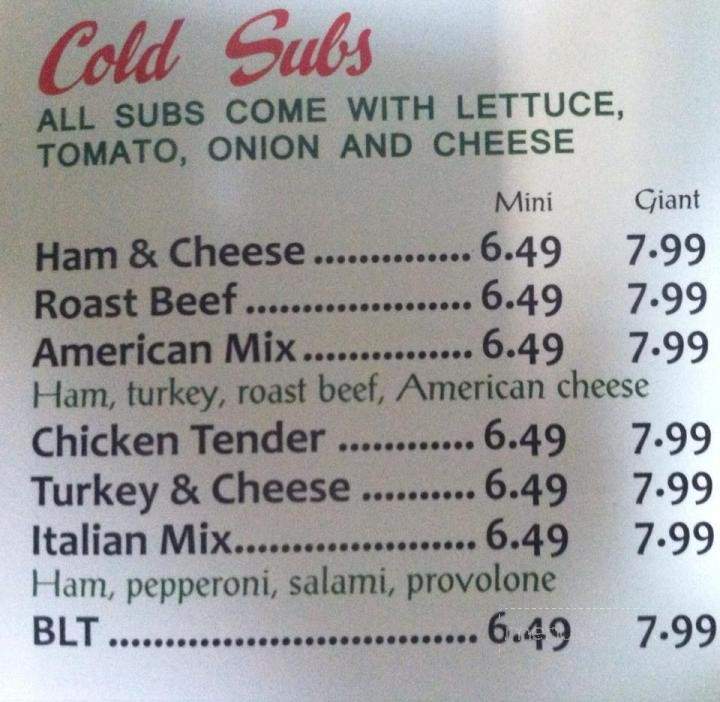 Cold Subs
ALL SUBS COME WITH LETTUCE,
TOMATO, ONION AND CHEESE
Mini Giant
Ham & Cheese .............. 6.49 7.99
Roast Beef ..................... 6.49 7.99
American Mix ................ 6.49 7.99
Ham, turkey, roast beef, American cheese
Chicken Tender ............ 6.49 7.99
Turkey & Cheese .......... 6.49 7.99
Italian Mix...................... 6.49 7.99
Ham, pepperoni, salami, provolone
BLT .................................. 6.49 7.99